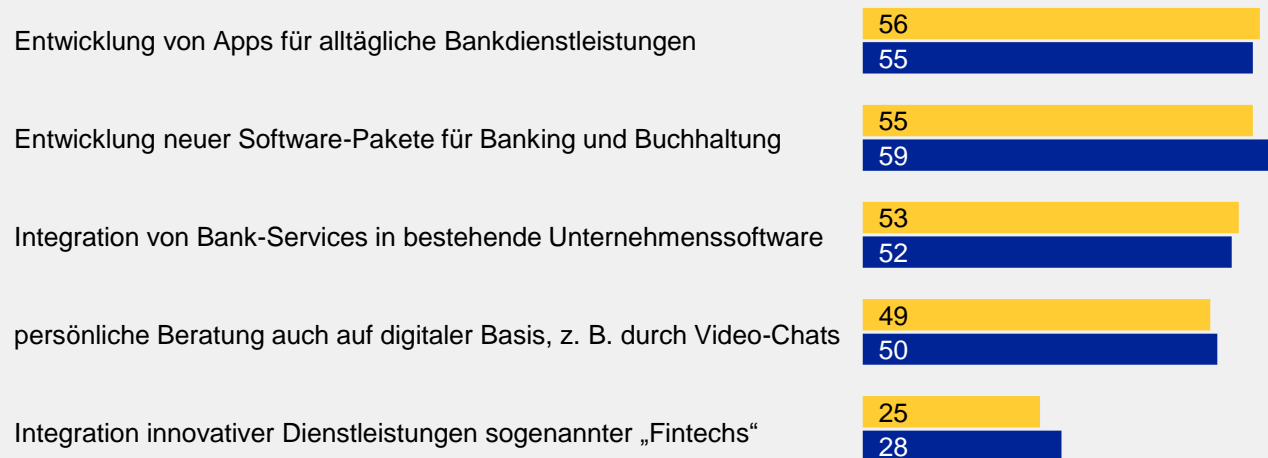 Entwicklung von Apps für alltägliche Bankdienstleistungen
56
55
Entwicklung neuer Software-Pakete für Banking und Buchhaltung
55
59
Integration von Bank-Services in bestehende Unternehmenssoftware
53
52
persönliche Beratung auch auf digitaler Basis, z. B. durch Video-Chats
49
50
Integration innovativer Dienstleistungen sogenannter „Fintechs“
25
28